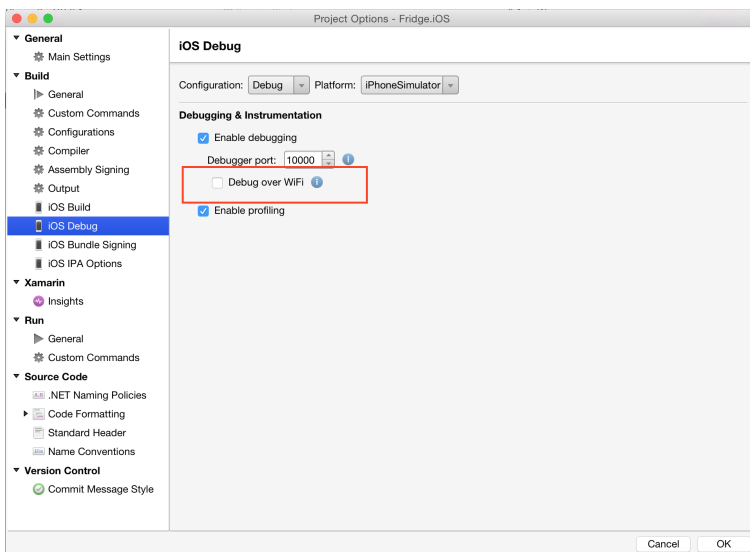 Project Options - Fridge.iOS
General
Main Settings
Build
General
Custom Commands
Configurations
Compiler
Assembly Signing
Output
iOS Build
iOS Debug
iOS Bundle Signing
iOS IPA Options
Xamarin
Insights
Run
General
Custom Commands
Source Code
.NET Naming Policies
Code Formatting
Standard Header
Name Conventions
Version Control
Commit Message Style
iOS Debug
Configuration: Debug Platform: iPhoneSimulator
Debugging & Instrumentation
Enable debugging
Debugger port: 10000
Debug over WiFi
Enable profiling
Cancel OK